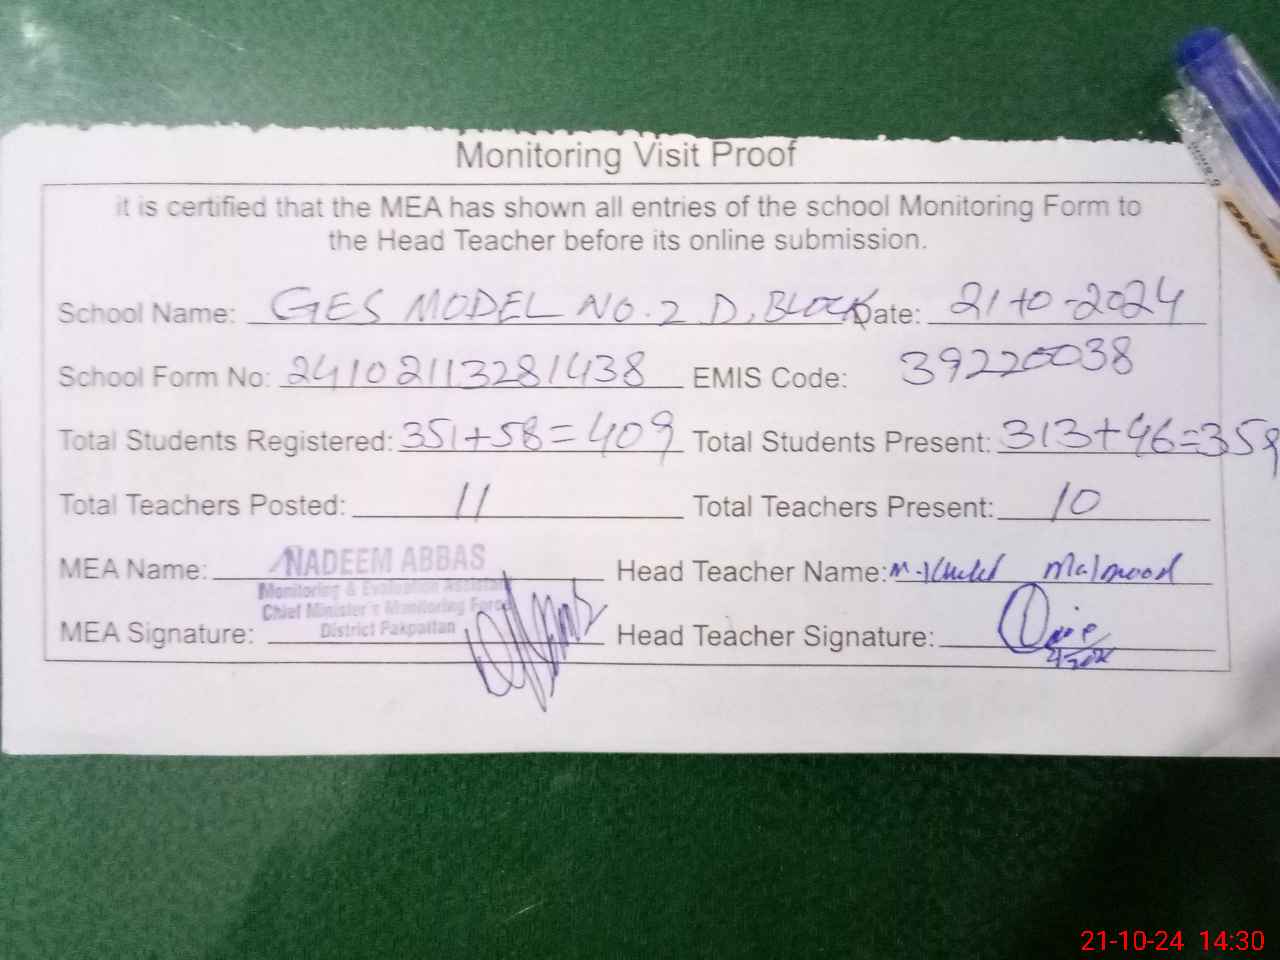 Monitoring Visit Proof
it is certified that the MEA has shown all entries of the school Monitoring Form to
the Head Teacher before its online submission.
School Name: GES MODEL NO. 2 D, BLOCK Date: 21-10-2024
School Form No: 24102113281438 EMIS Code: 39220038
Total Students Registered: 351+58=409 Total Students Present: 313+46=359
Total Teachers Posted: 11 Total Teachers Present: 10
MEA Name: NADEEM ABBAS Head Teacher Name: Mahmood
Monitoring & Evaluation Assistant
Chief Minister's Monitoring Force
District Pakpattan
MEA Signature: Head Teacher Signature:
21-10-24 14:30